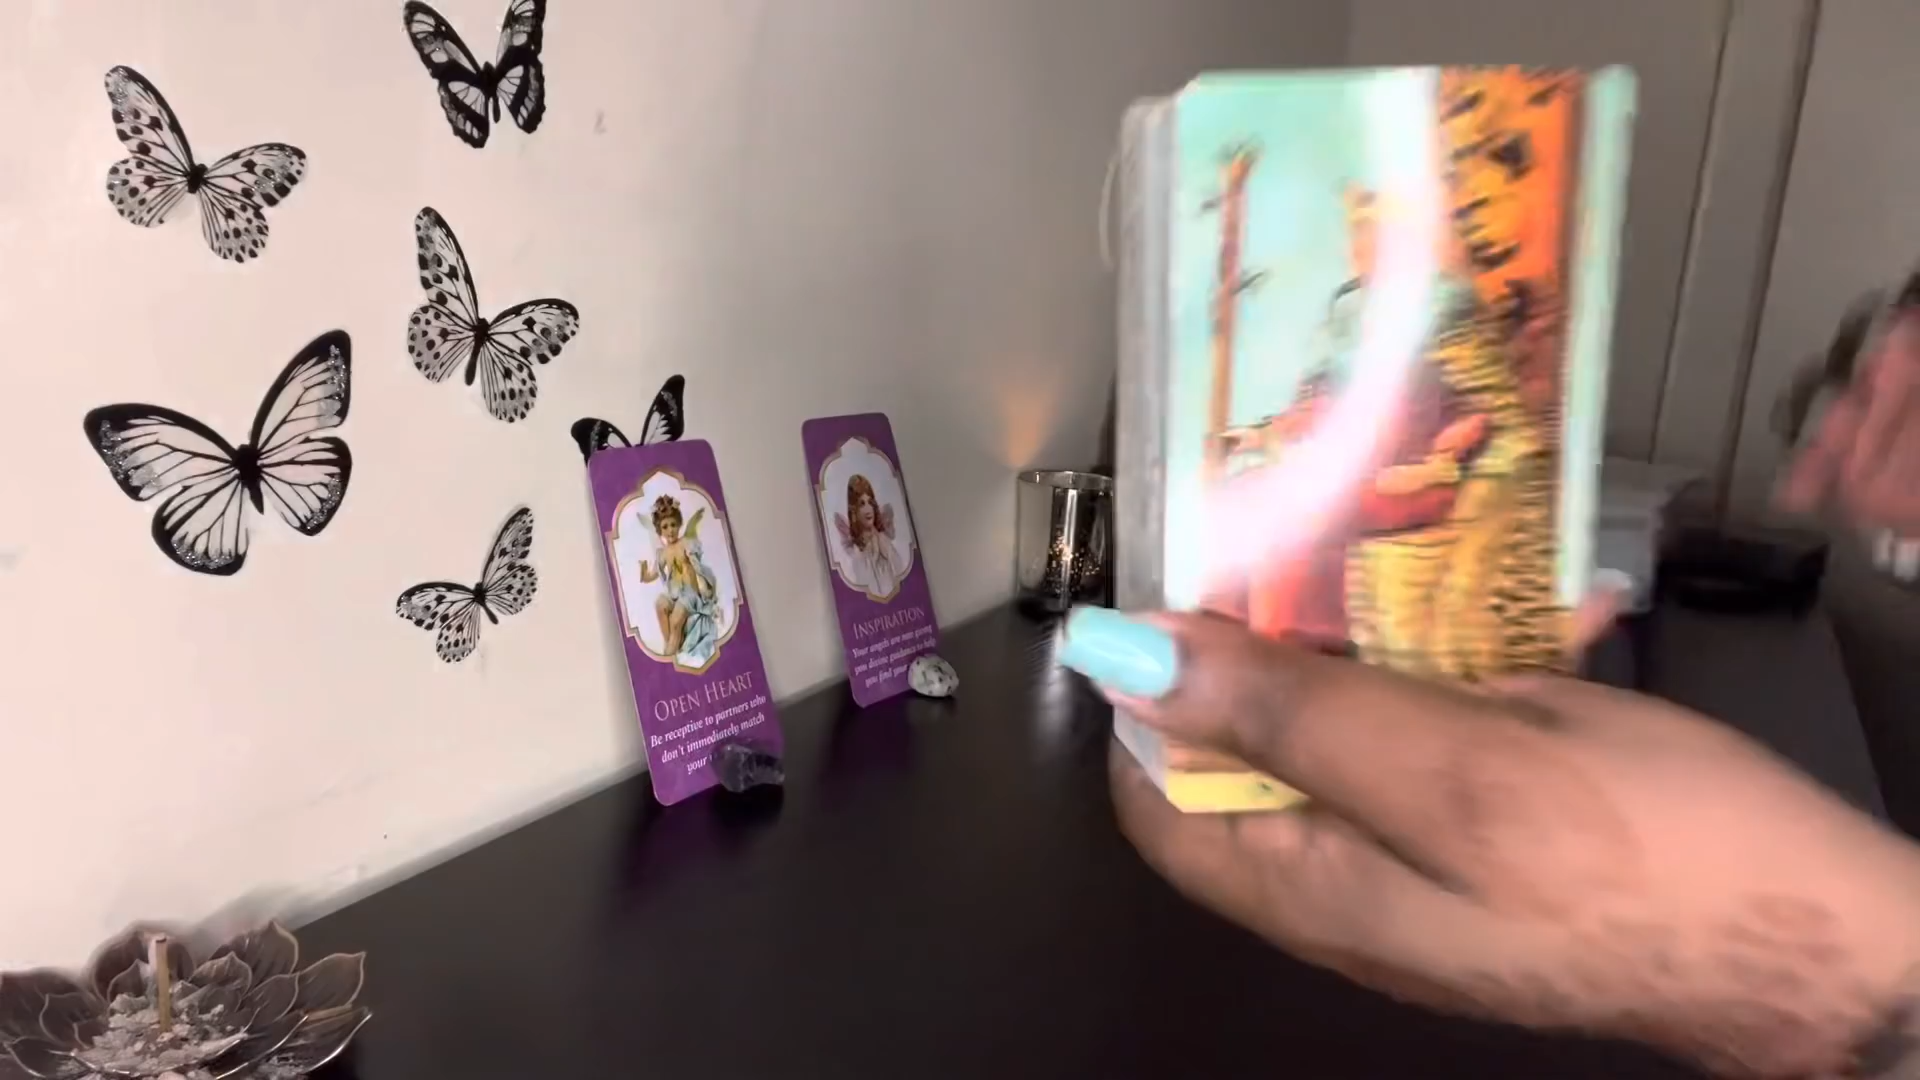 OPEN HEART
Be receptive to partners who
don't immediately match
your
INSPIRATION
Your angels are now giving
you divine guidance to help
you find your